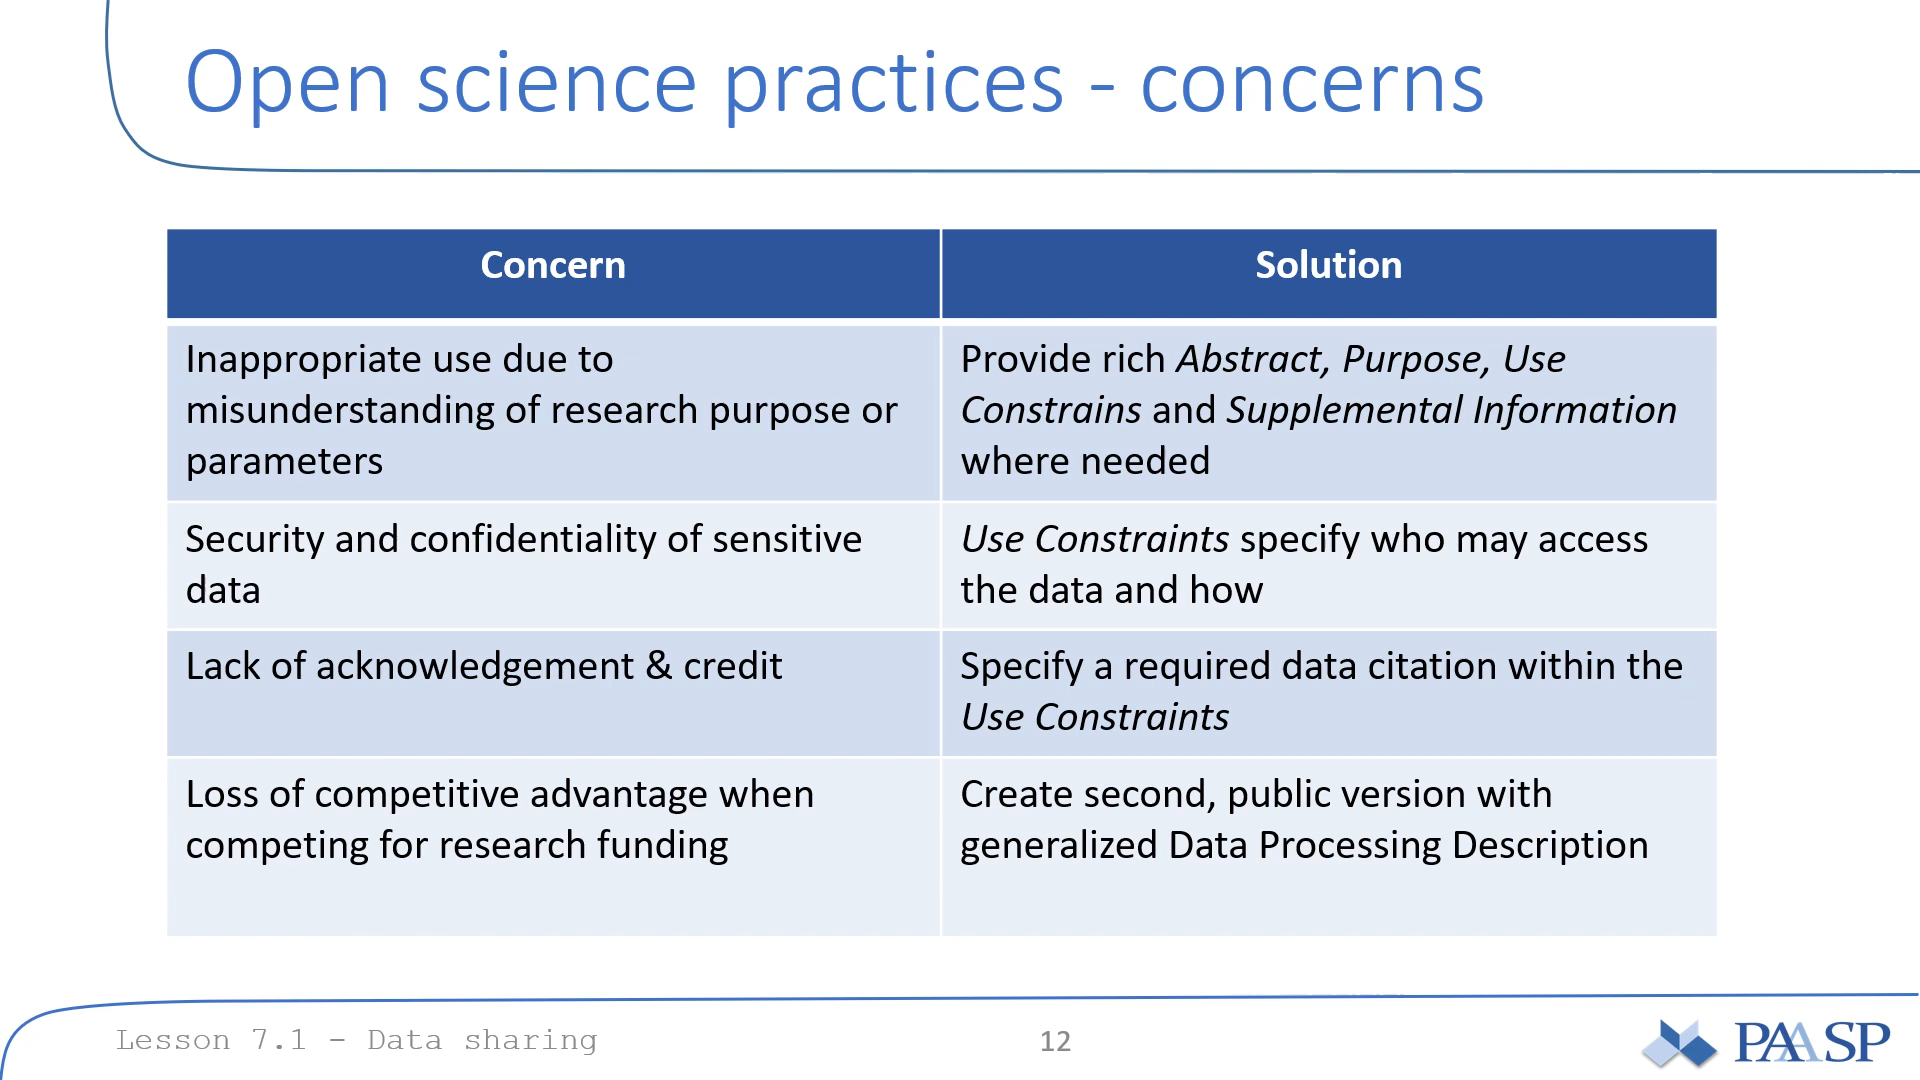 Open science practices - concerns
Concern
Solution
Inappropriate use due to
misunderstanding of research purpose or
parameters
Provide rich Abstract, Purpose, Use
Constrains and Supplemental Information
where needed
Security and confidentiality of sensitive
data
Use Constraints specify who may access
the data and how
Lack of acknowledgement & credit
Specify a required data citation within the
Use Constraints
Loss of competitive advantage when
competing for research funding
Create second, public version with
generalized Data Processing Description
Lesson 7.1 - Data sharing
12
PAASP